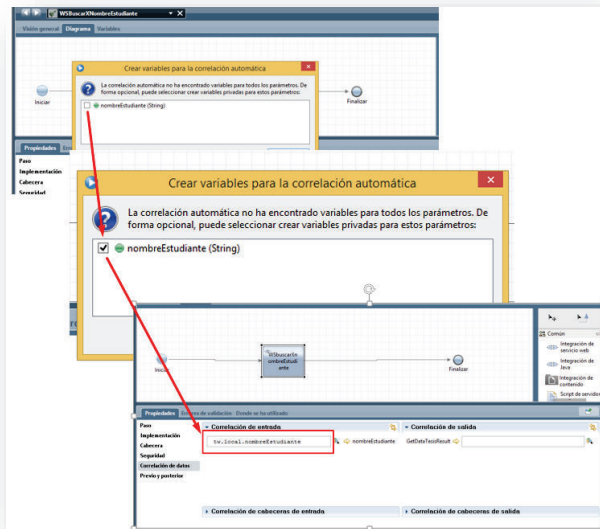 WSBuscarXNombreEstudiante
Visión general Diagrama Variables
Crear variables para la correlación automática
La correlación automática no ha encontrado variables para todos los parámetros. De
forma opcional, puede seleccionar crear variables privadas para estos parámetros:
nombreEstudiante (String)
Iniciar
Finalizar
Propiedades
Paso
Implementación
Cabecera
Seguridad
Crear variables para la correlación automática
La correlación automática no ha encontrado variables para todos los parámetros. De
forma opcional, puede seleccionar crear variables privadas para estos parámetros:
nombreEstudiante (String)
WSbuscarXn
ombreEstudi
ante
Iniciar
Finalizar
Común
Integración de
servicio web
Integración de
Java
Integración de
contenido
Script de servidor
Propiedades Errores de validación Donde se ha utilizado
Paso
Implementación
Cabecera
Seguridad
Correlación de datos
Previo y posterior
Correlación de entrada
tw.local.nombreEstudiante
nombreEstudiante
Correlación de salida
GetDataTesisResult
Correlación de cabeceras de entrada
Correlación de cabeceras de salida